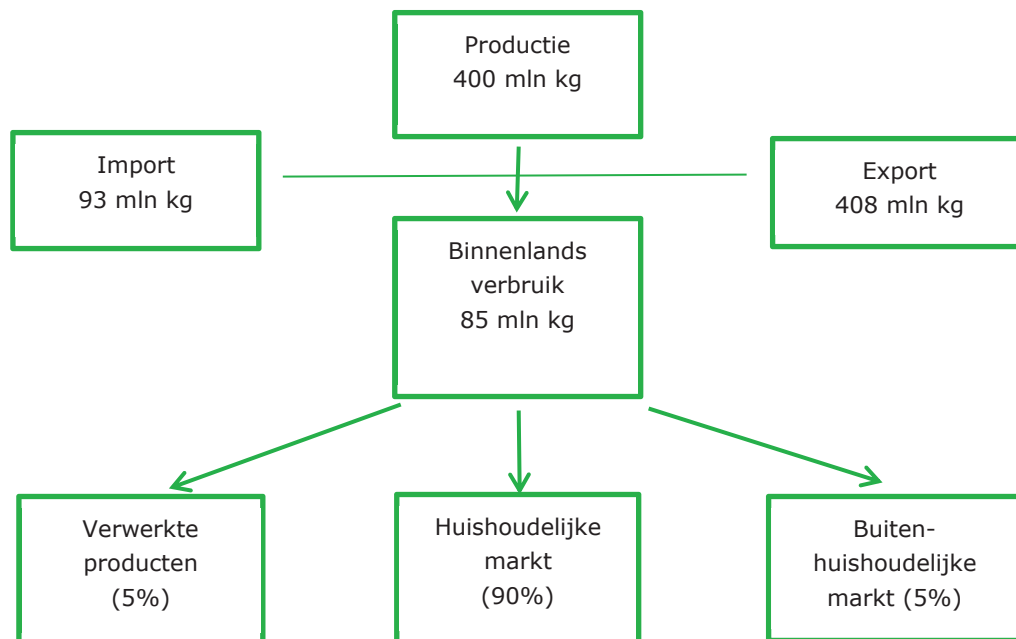 Productie
400 mln kg
Import
93 mln kg
Export
408 mln kg
Binnenlands
verbruik
85 mln kg
Verwerkte
producten
(5%)
Huishoudelijke
markt
(90%)
Buiten-
huishoudelijke
markt (5%)